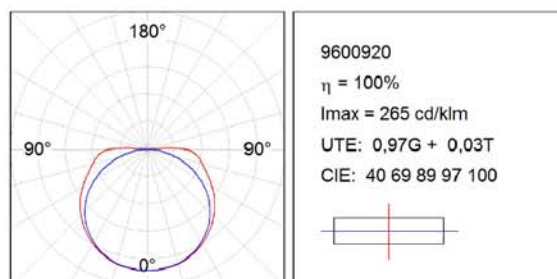 180°
90° 90°
0°
9600920
η = 100%
Imax = 265 cd/klm
UTE: 0,97G + 0,03T
CIE: 40 69 89 97 100